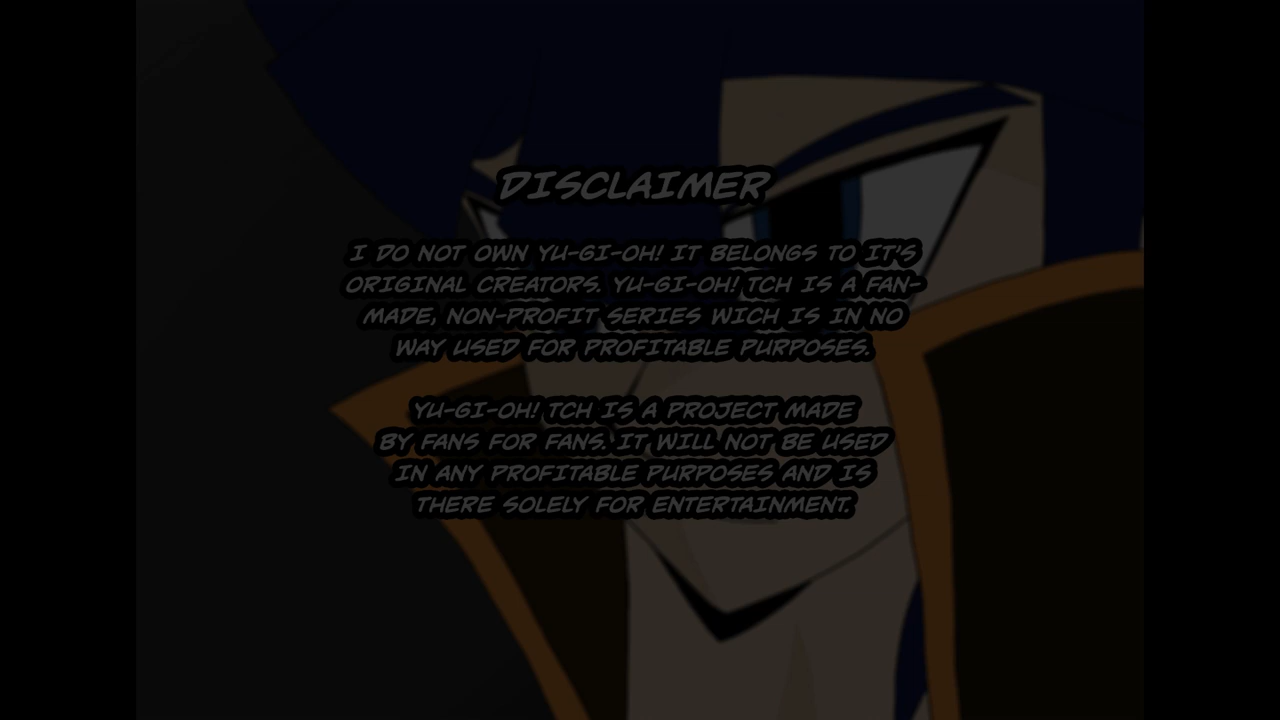 DISCLAIMER
I DO NOT OWN YU-GI-OH! IT BELONGS TO IT'S
ORIGINAL CREATORS. YU-GI-OH! TCH IS A FAN-
MADE, NON-PROFIT SERIES WICH IS IN NO
WAY USED FOR PROFITABLE PURPOSES.
YU-GI-OH! TCH IS A PROJECT MADE
BY FANS FOR FANS. IT WILL NOT BE USED
IN ANY PROFITABLE PURPOSES AND IS
THERE SOLELY FOR ENTERTAINMENT.